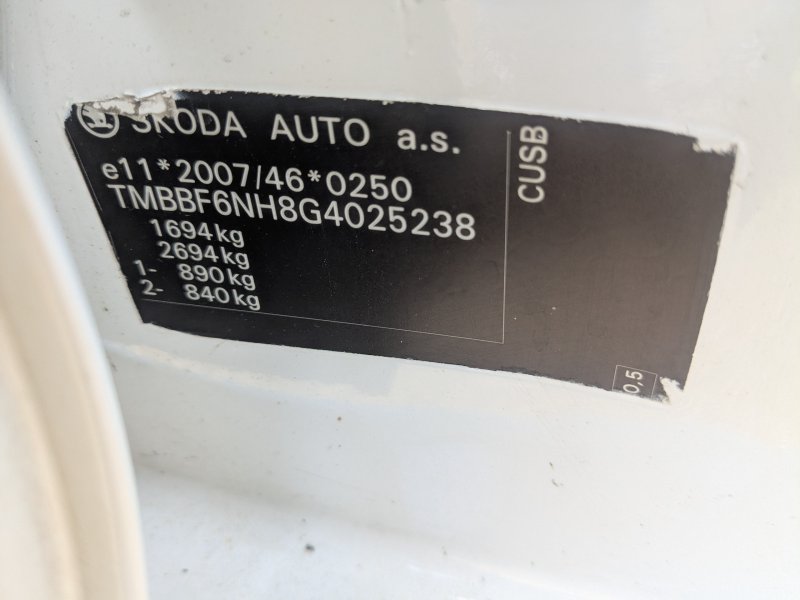 ŠKODA AUTO a.s.
e11*2007/46*0250
TMBBF6NH8G4025238
1694kg
2694kg
1- 890kg
2- 840kg
CUSB
0,5